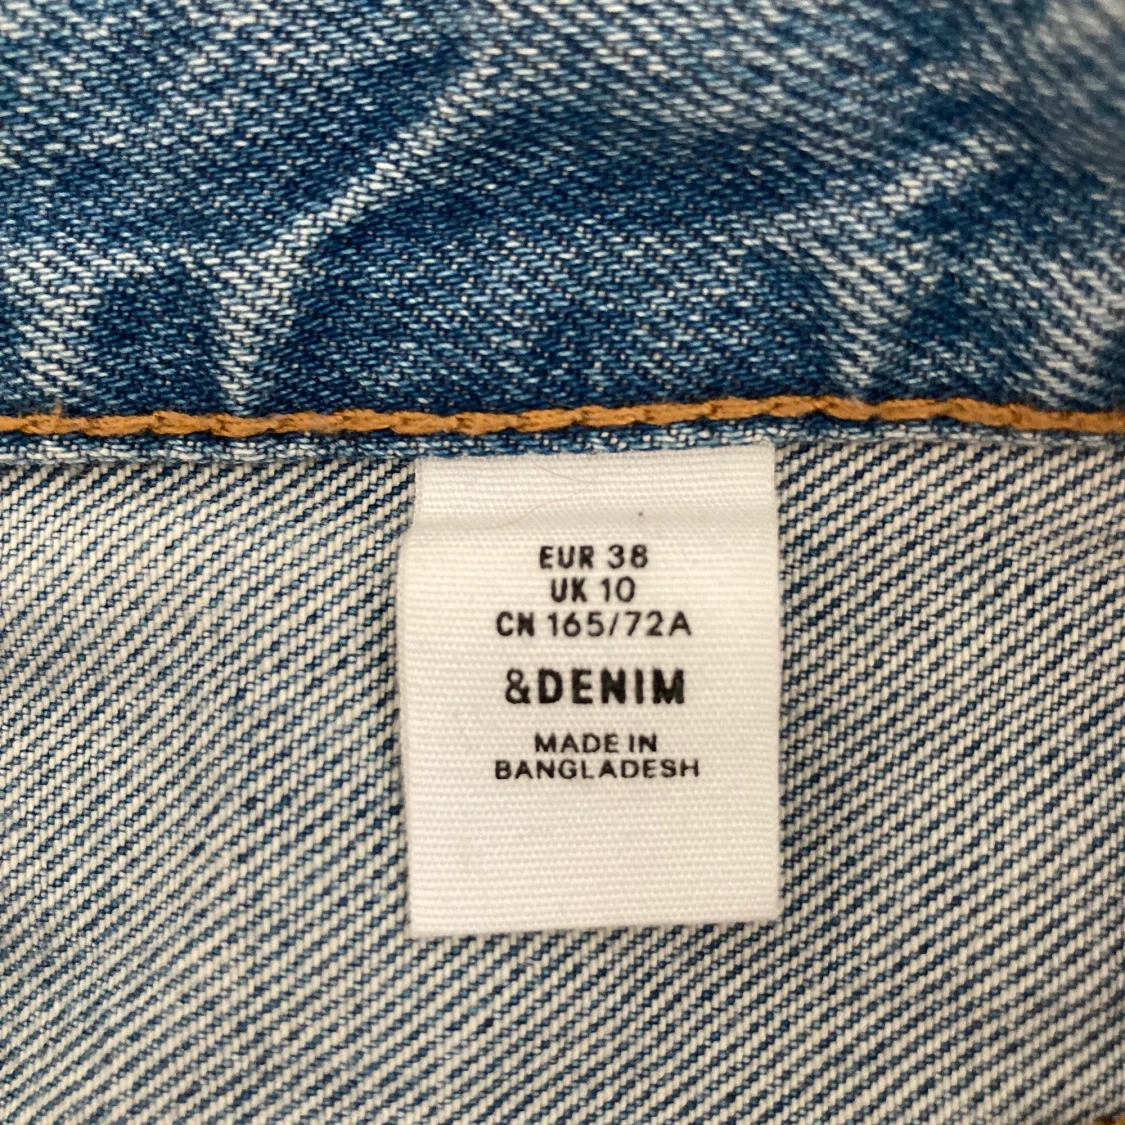 EUR 38
UK 10
CN 165/72A
&DENIM
MADE IN
BANGLADESH